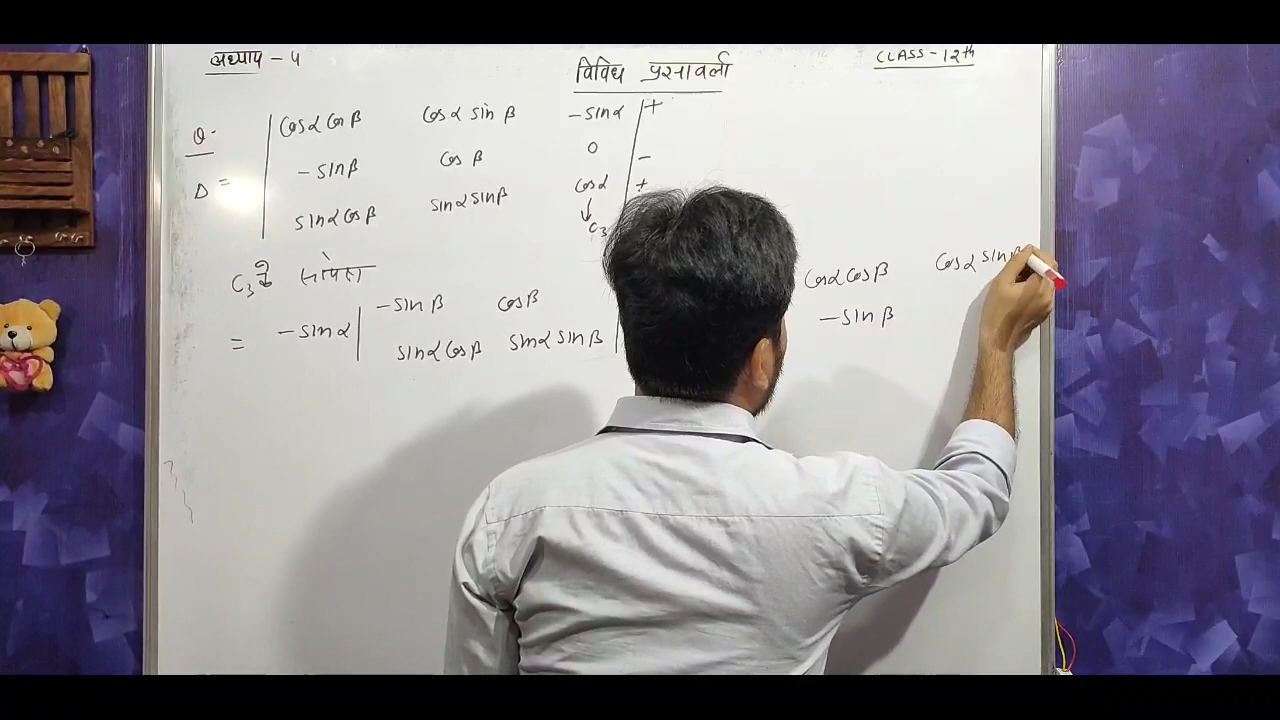 अध्याय - 4
विविध प्रश्नावली
CLASS - 12th
Q.
Δ =
cosα cosβ cosα sinβ -sinα +
-sinβ cosβ 0 -
sinα cosβ sinα sinβ cosα +
↓
C₃
C₃ के सापेक्ष
= -sinα | -sinβ cosβ |
sinα cosβ sinα sinβ
cosα cosβ cosα sin
-sinβ